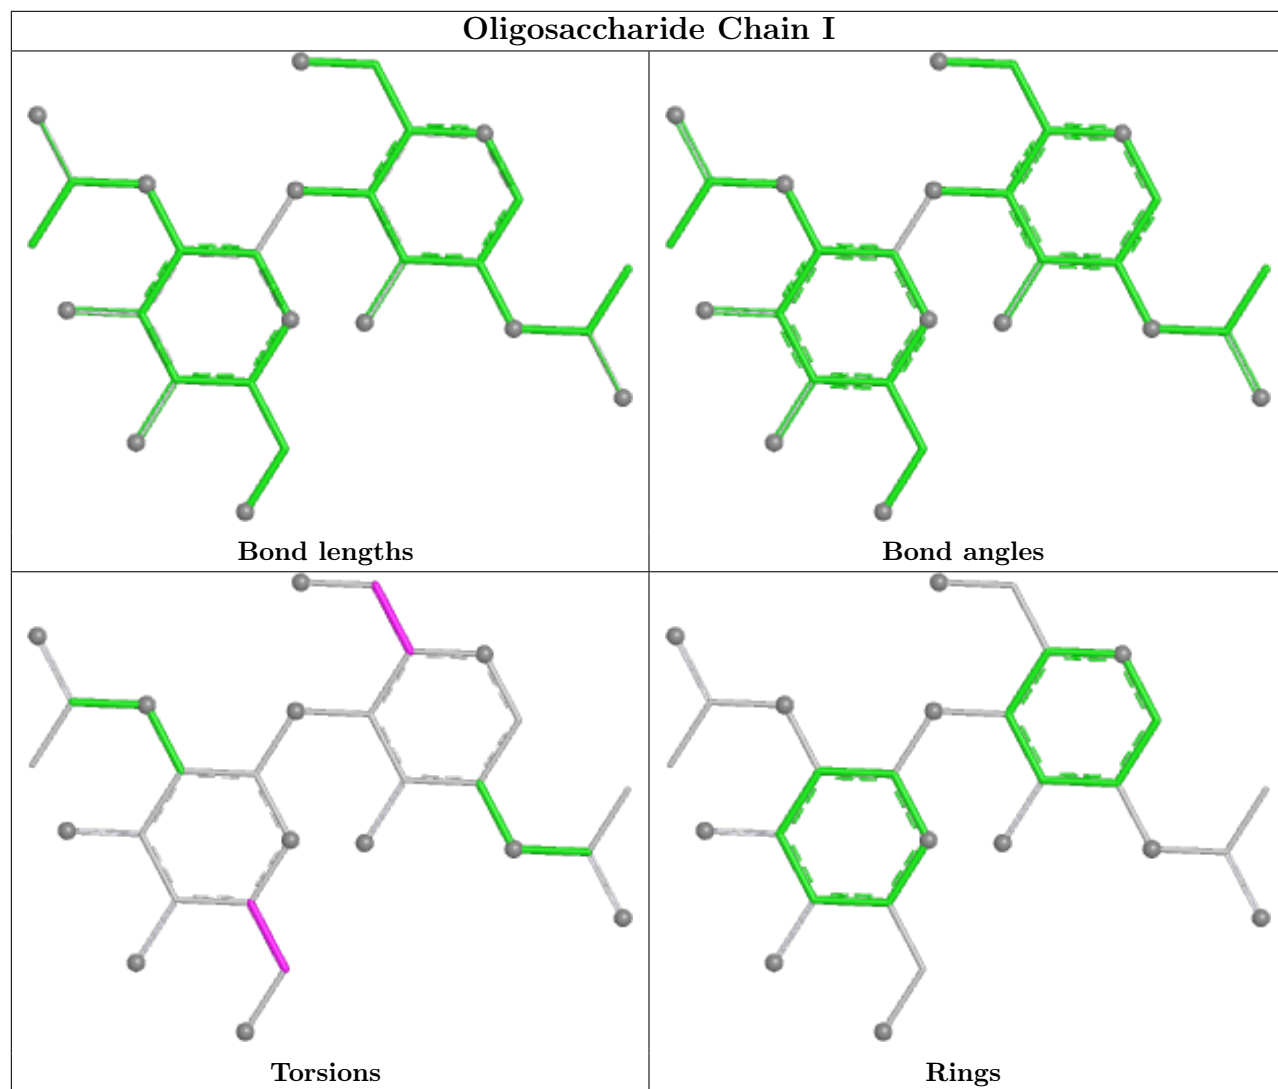 Oligosaccharide Chain I
Bond lengths
Bond angles
Torsions
Rings